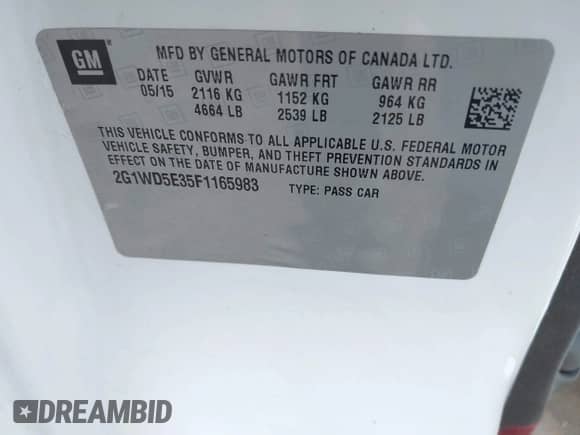 GM
MFD BY GENERAL MOTORS OF CANADA LTD.
DATE GVWR GAWR FRT GAWR RR
05/15 2116 KG 1152 KG 964 KG
4664 LB 2539 LB 2125 LB
THIS VEHICLE CONFORMS TO ALL APPLICABLE U.S. FEDERAL MOTOR
VEHICLE SAFETY, BUMPER, AND THEFT PREVENTION STANDARDS IN
EFFECT ON THE DATE OF MANUFACTURE SHOWN ABOVE.
2G1WD5E35F1165983 TYPE: PASS CAR
DREAMBID